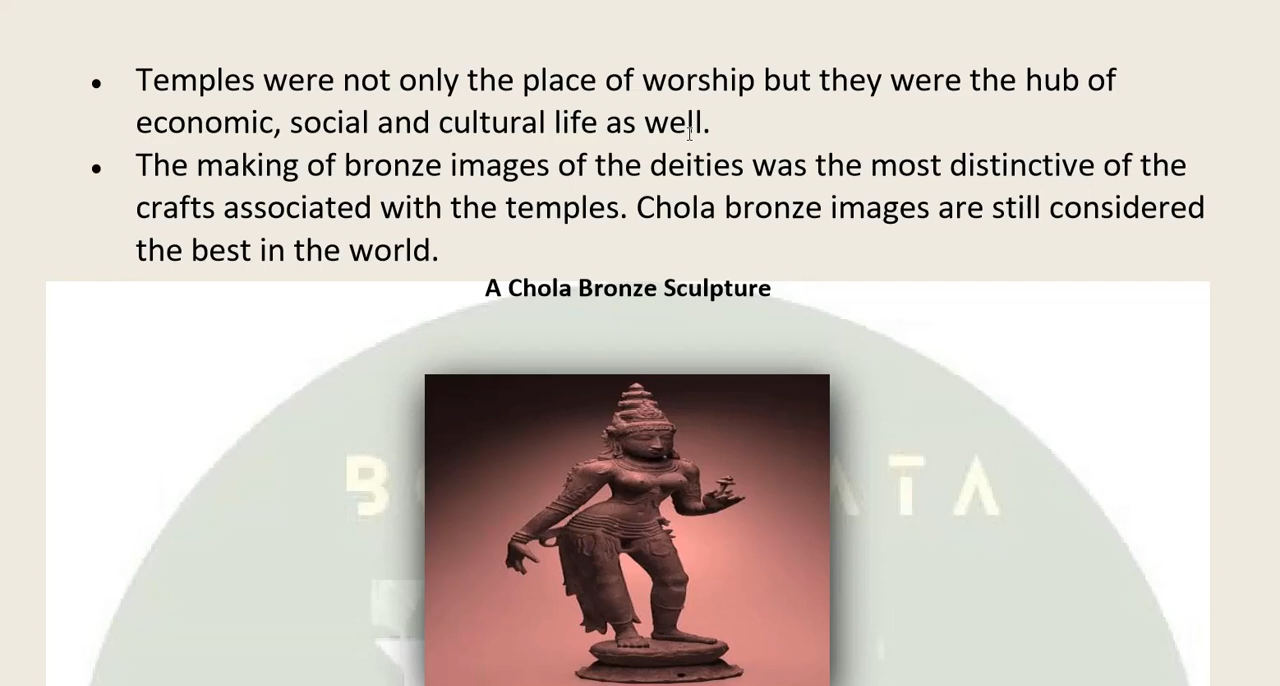 • Temples were not only the place of worship but they were the hub of
economic, social and cultural life as well.
• The making of bronze images of the deities was the most distinctive of the
crafts associated with the temples. Chola bronze images are still considered
the best in the world.
A Chola Bronze Sculpture
B ATA